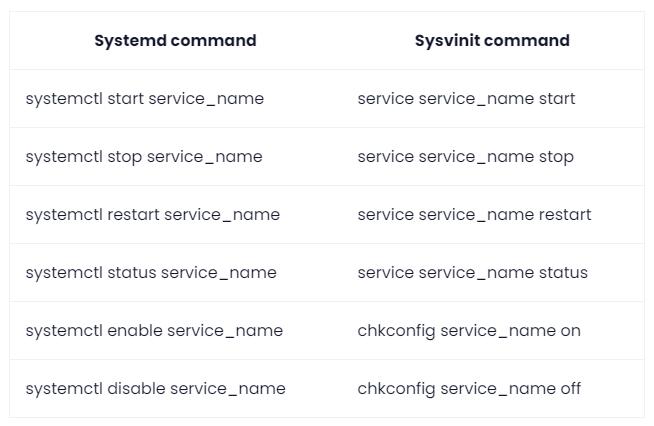 Systemd command Sysvinit command
systemctl start service_name service service_name start
systemctl stop service_name service service_name stop
systemctl restart service_name service service_name restart
systemctl status service_name service service_name status
systemctl enable service_name chkconfig service_name on
systemctl disable service_name chkconfig service_name off